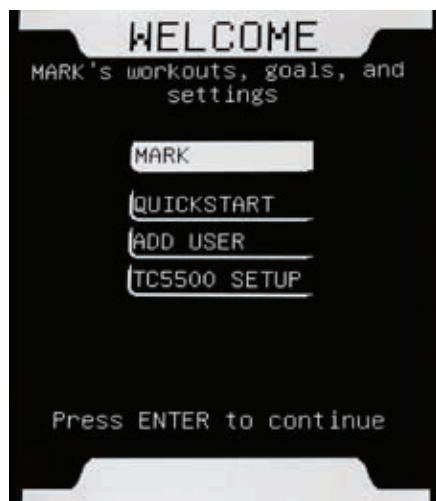 WELCOME
MARK's workouts, goals, and
settings
MARK
QUICKSTART
ADD USER
TC5500 SETUP
Press ENTER to continue